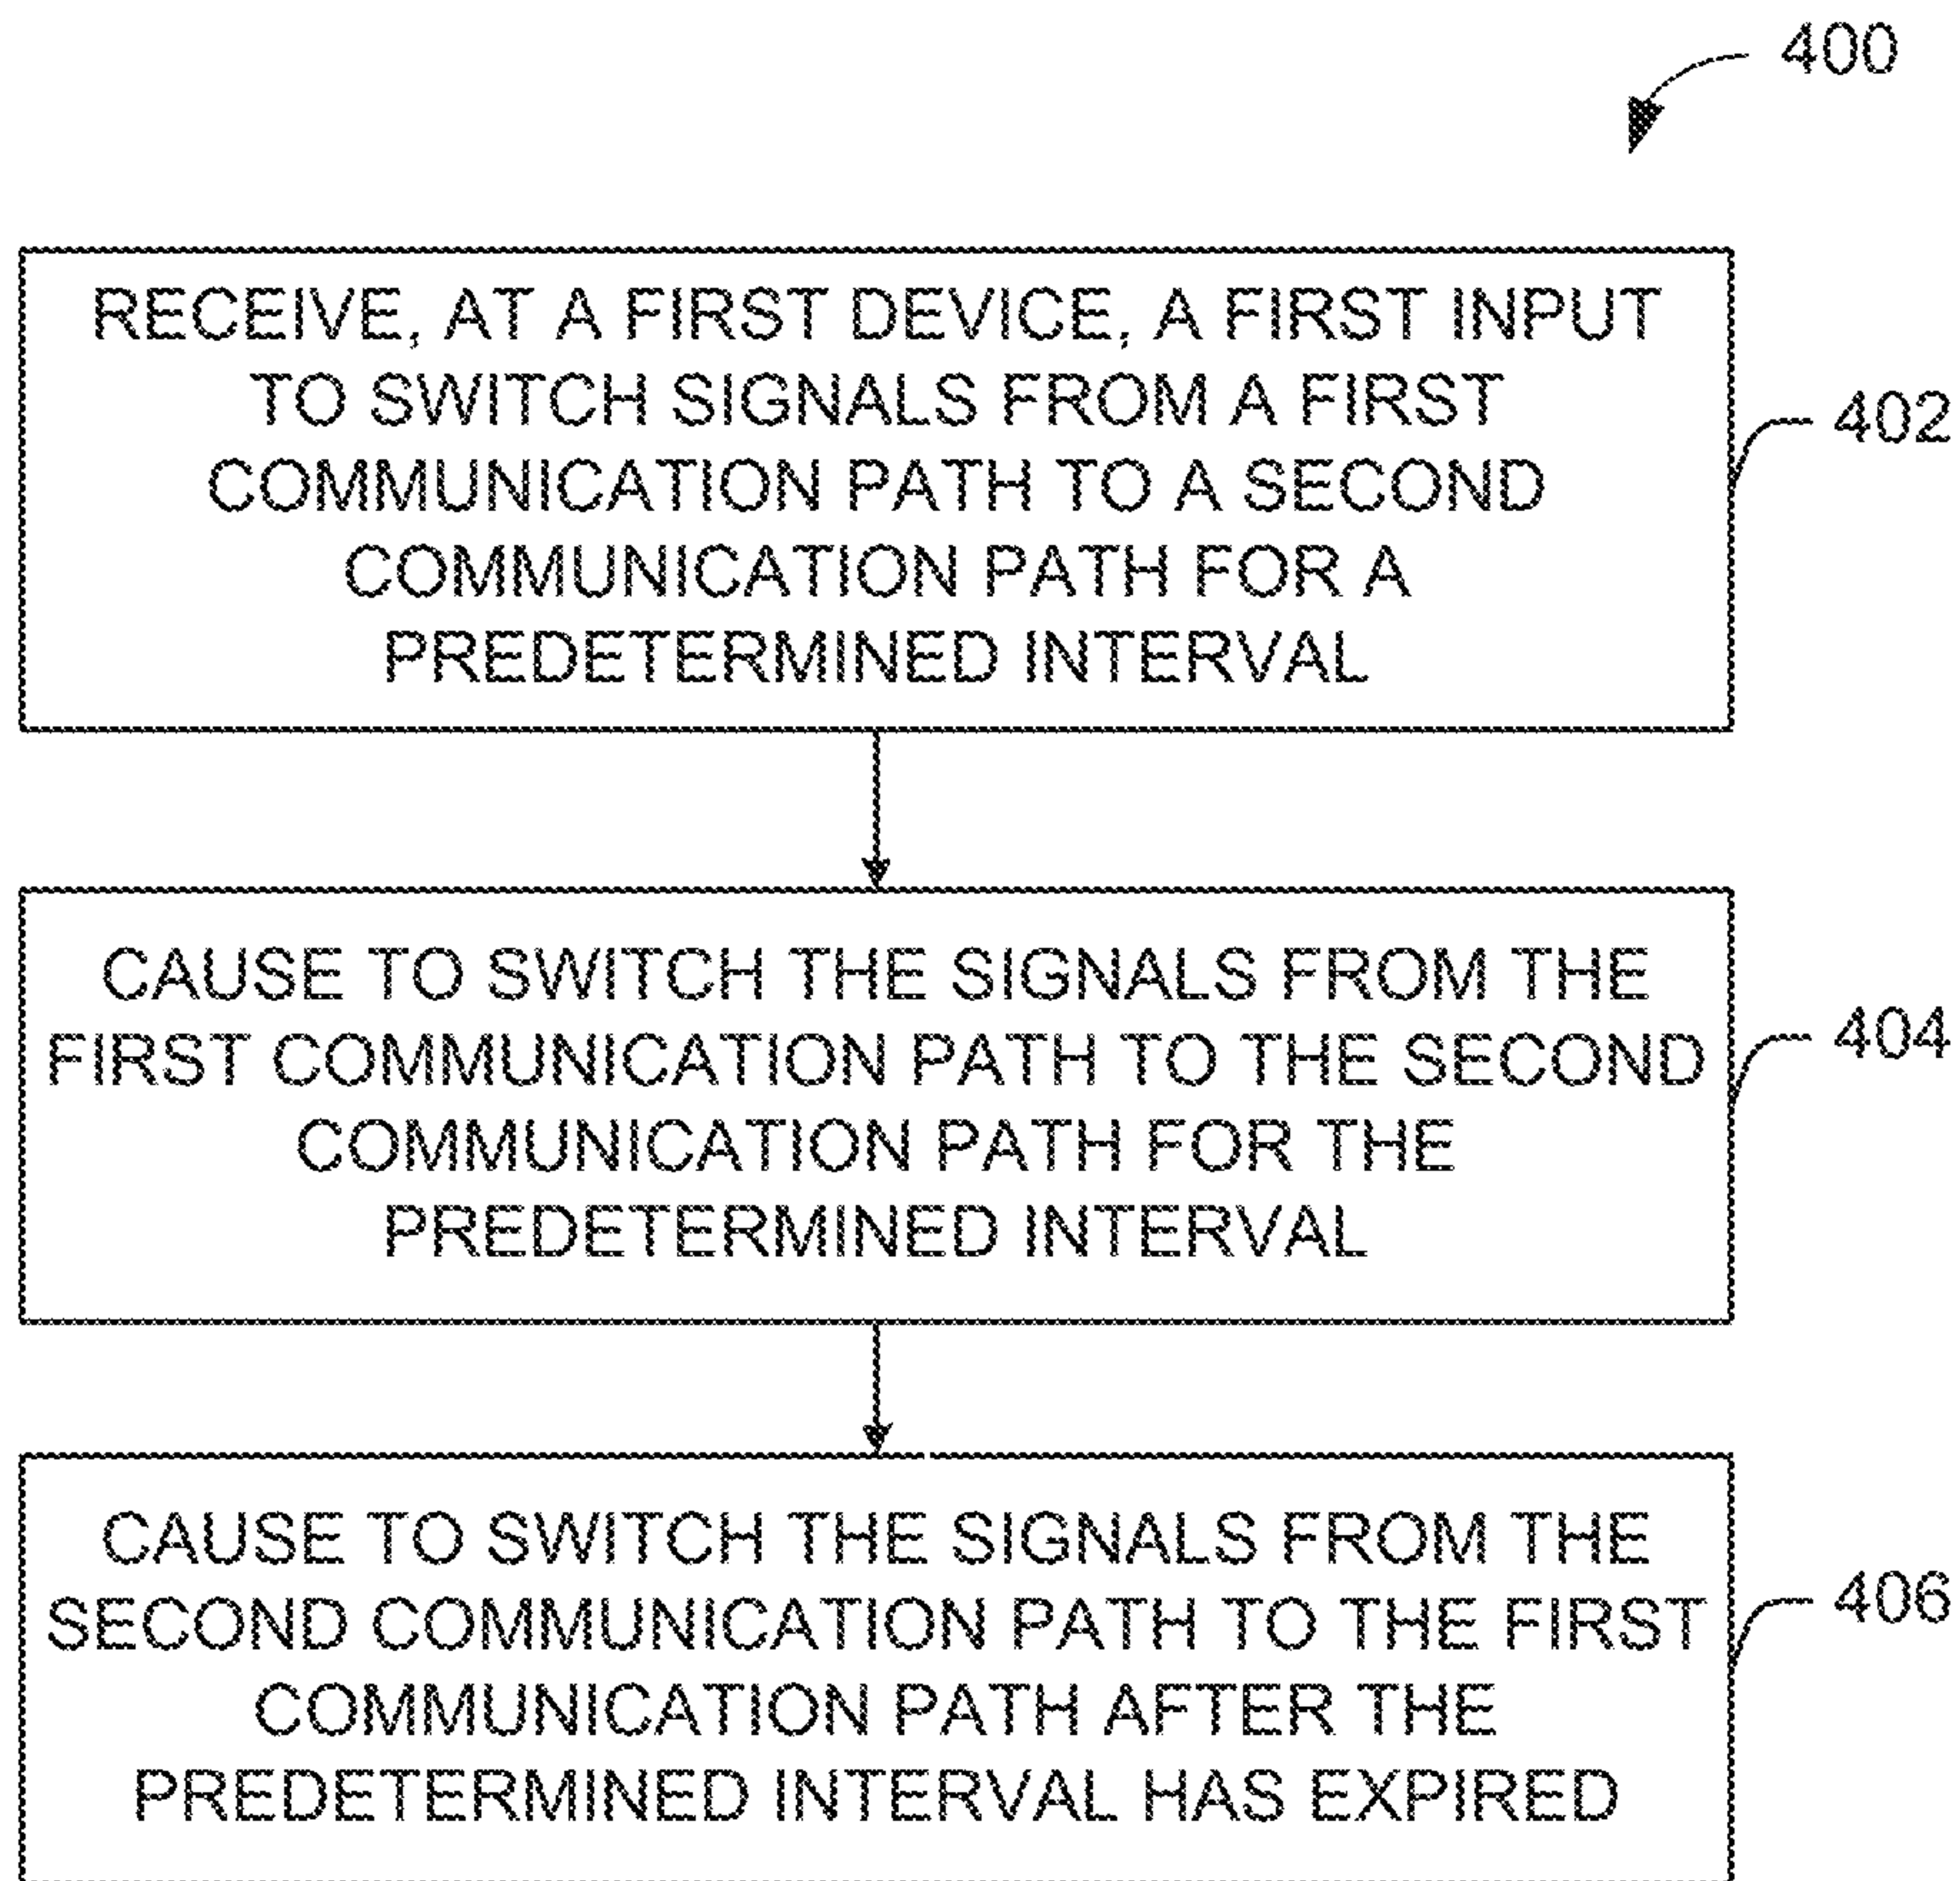 400
RECEIVE, AT A FIRST DEVICE, A FIRST INPUT
TO SWITCH SIGNALS FROM A FIRST
COMMUNICATION PATH TO A SECOND
COMMUNICATION PATH FOR A
PREDETERMINED INTERVAL
402
CAUSE TO SWITCH THE SIGNALS FROM THE
FIRST COMMUNICATION PATH TO THE SECOND
COMMUNICATION PATH FOR THE
PREDETERMINED INTERVAL
404
CAUSE TO SWITCH THE SIGNALS FROM THE
SECOND COMMUNICATION PATH TO THE FIRST
COMMUNICATION PATH AFTER THE
PREDETERMINED INTERVAL HAS EXPIRED
406